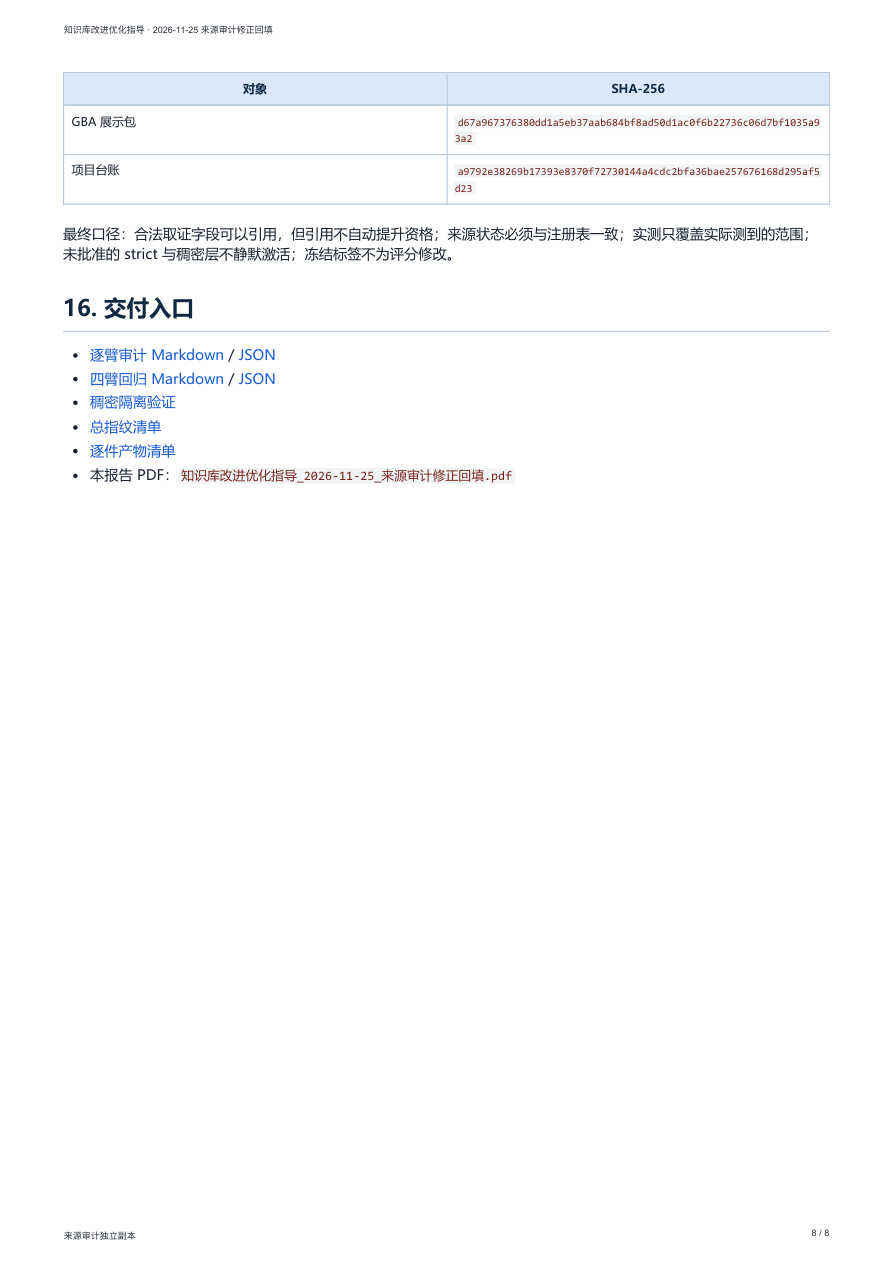 知识库改进优化指导 · 2026-11-25 来源审计修正回填
对象 SHA-256
GBA 展示包 d67a967376380dd1a5eb37aab684bf8ad50d1ac0f6b22736c06d7bf1035a9
3a2
项目台账 a9792e38269b17393e8370f72730144a4cdc2bfa36bae257676168d295af5
d23
最终口径：合法取证字段可以引用，但引用不自动提升资格；来源状态必须与注册表一致；实测只覆盖实际测到的范围；
未批准的 strict 与稠密层不静默激活；冻结标签不为评分修改。
16. 交付入口
• 逐臂审计 Markdown / JSON
• 四臂回归 Markdown / JSON
• 稠密隔离验证
• 总指纹清单
• 逐件产物清单
• 本报告 PDF：知识库改进优化指导_2026-11-25_来源审计修正回填.pdf
来源审计独立副本 8 / 8